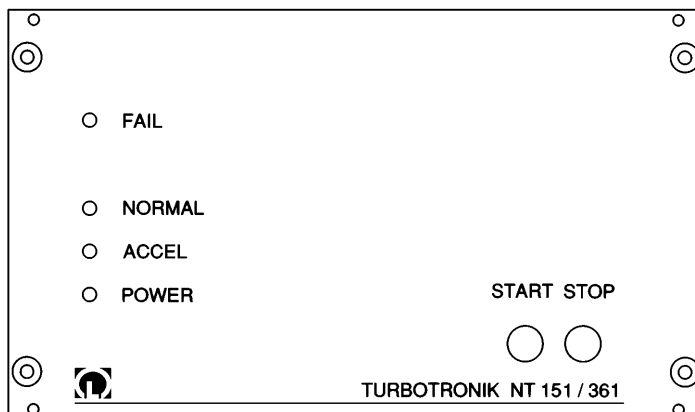 FAIL
NORMAL
ACCEL
POWER
START STOP
L
TURBOTRONIK NT 151 / 361